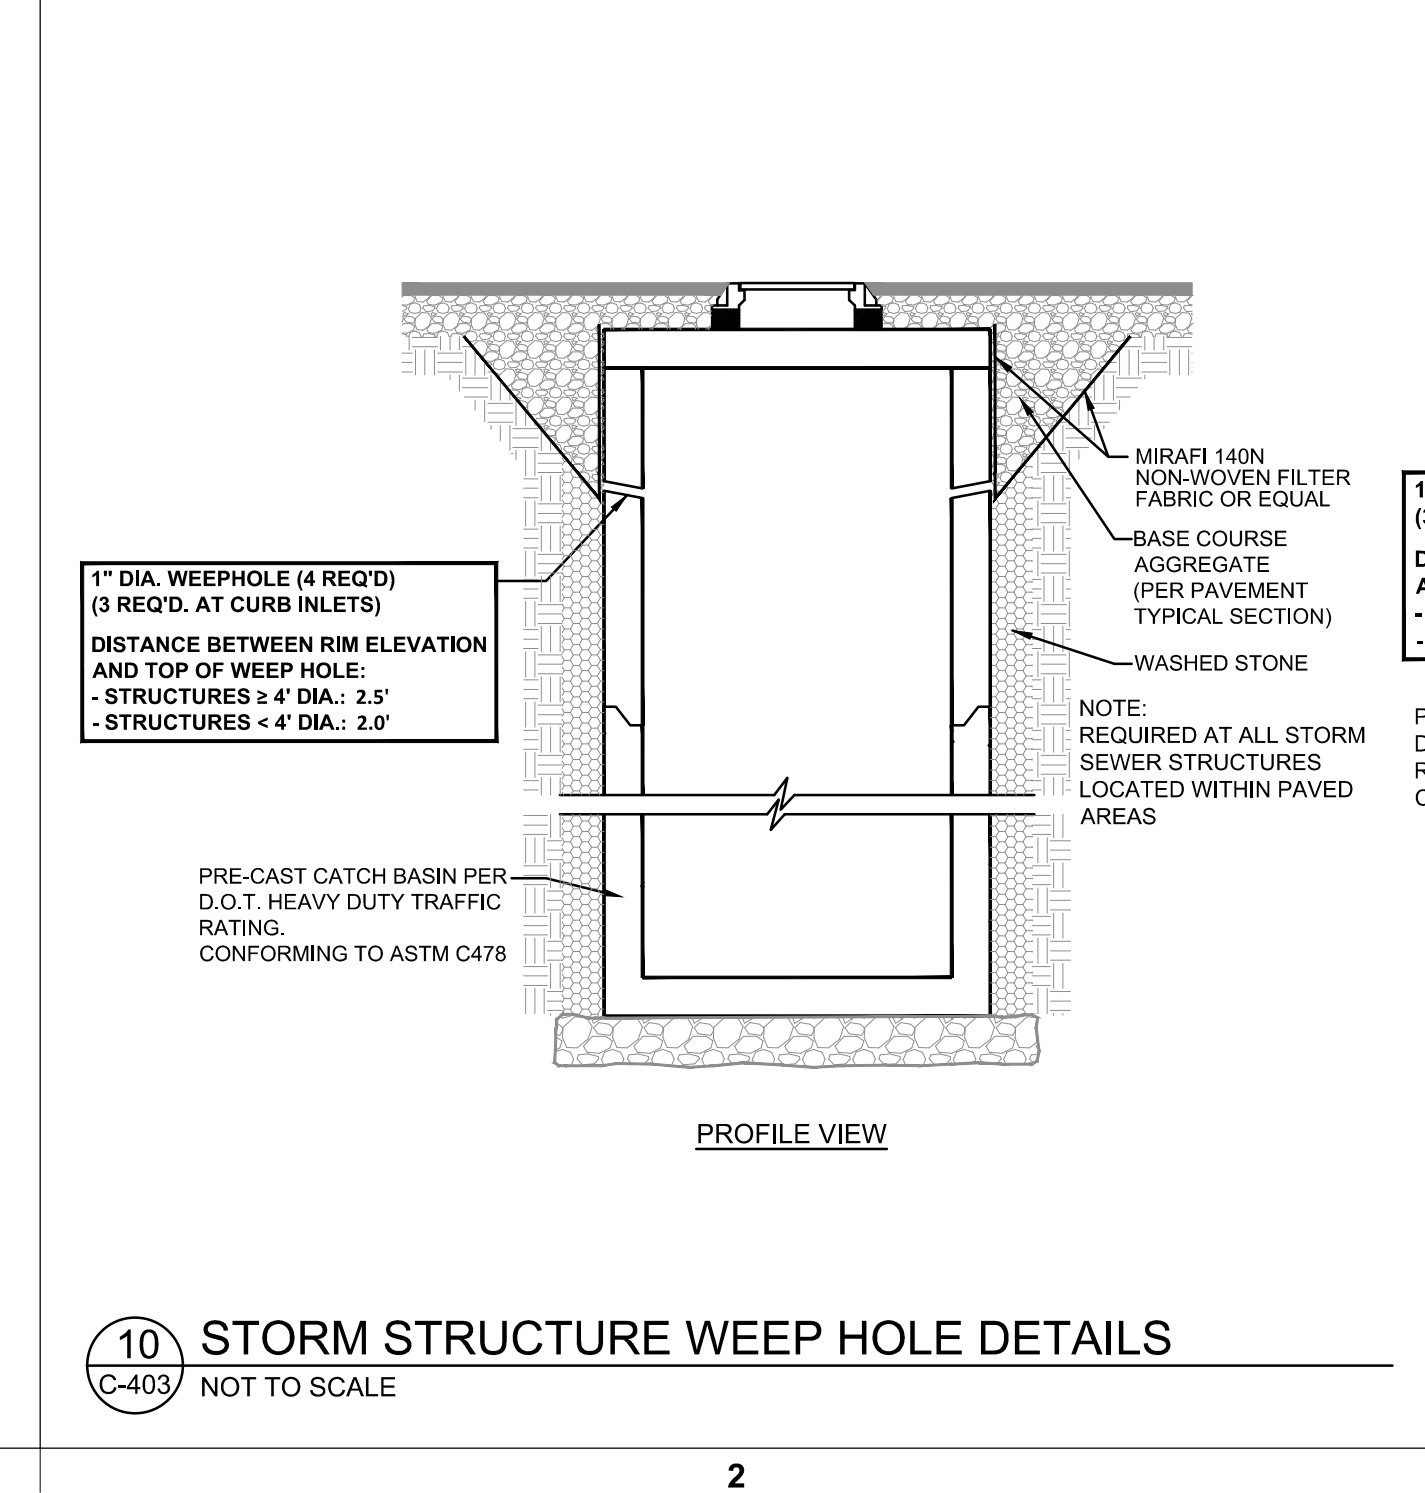 1" DIA. WEEPHOLE (4 REQ'D)
(3 REQ'D. AT CURB INLETS)
DISTANCE BETWEEN RIM ELEVATION
AND TOP OF WEEP HOLE:
- STRUCTURES ≥ 4' DIA.: 2.5'
- STRUCTURES < 4' DIA.: 2.0'
PRE-CAST CATCH BASIN PER
D.O.T. HEAVY DUTY TRAFFIC
RATING.
CONFORMING TO ASTM C478
MIRAFI 140N
NON-WOVEN FILTER
FABRIC OR EQUAL
BASE COURSE
AGGREGATE
(PER PAVEMENT
TYPICAL SECTION)
WASHED STONE
NOTE:
REQUIRED AT ALL STORM
SEWER STRUCTURES
LOCATED WITHIN PAVED
AREAS
PROFILE VIEW
10
C-403
STORM STRUCTURE WEEP HOLE DETAILS
NOT TO SCALE
2